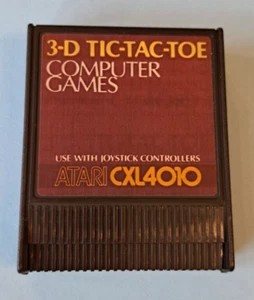 3-D TIC-TAC-TOE
COMPUTER
GAMES
USE WITH JOYSTICK CONTROLLERS
ATARI CXL4010